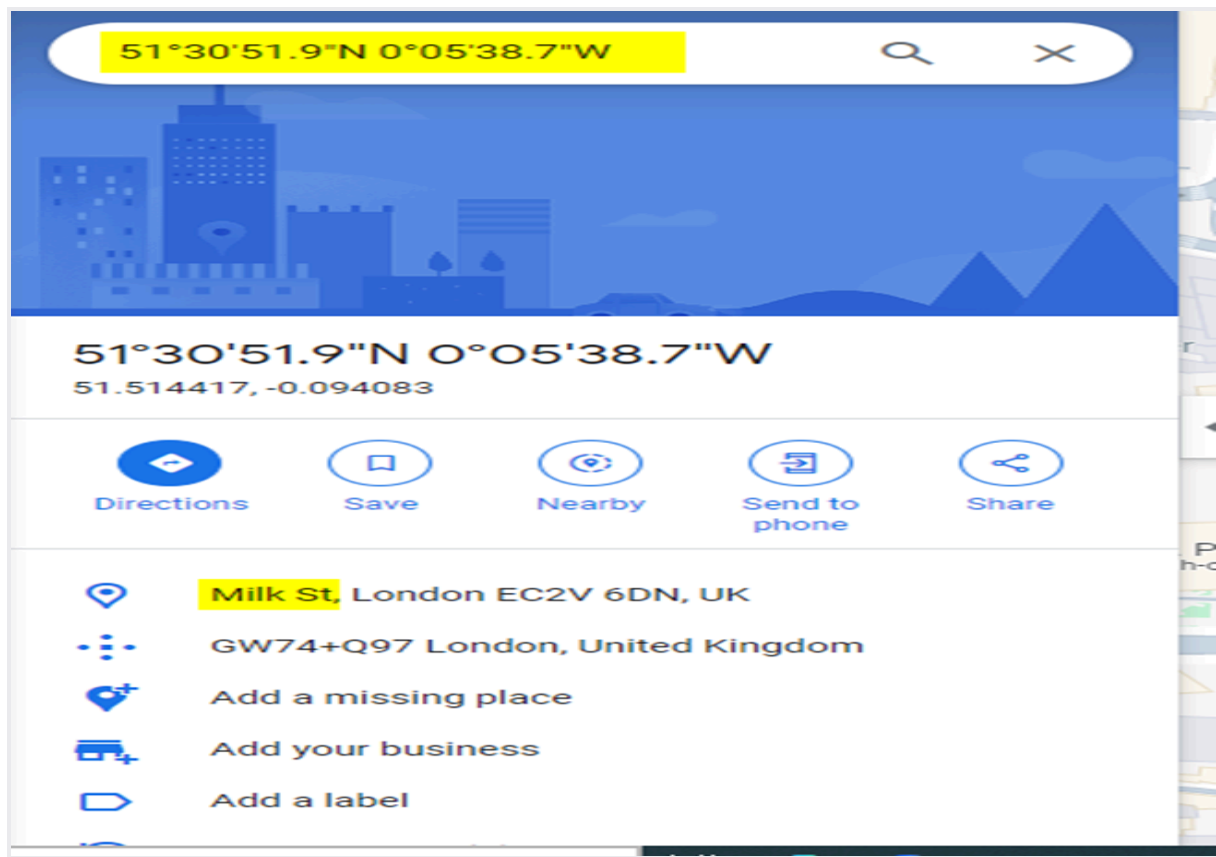 51°30'51.9"N 0°05'38.7"W
51°30'51.9"N 0°05'38.7"W
51.514417, -0.094083
Directions
Save
Nearby
Send to
phone
Share
Milk St, London EC2V 6DN, UK
GW74+Q97 London, United Kingdom
Add a missing place
Add your business
Add a label